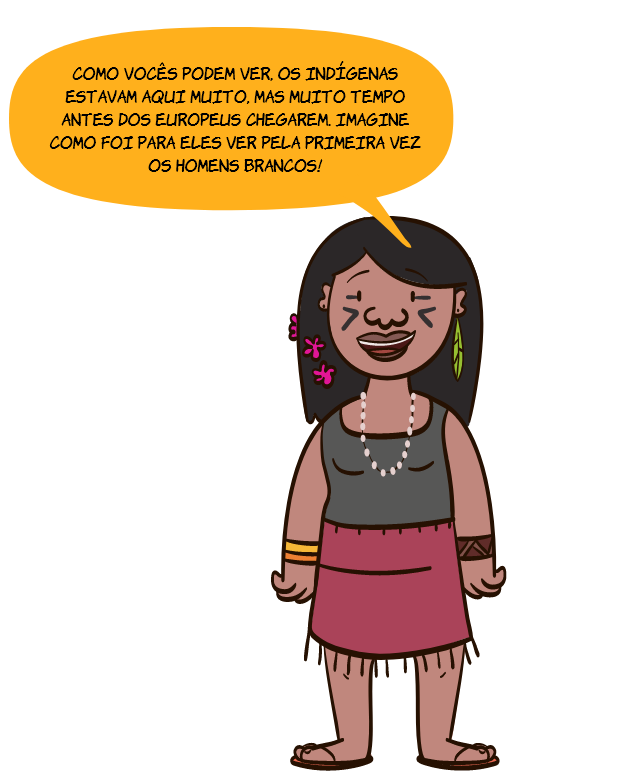 COMO VOCÊS PODEM VER, OS INDÍGENAS
ESTAVAM AQUI MUITO, MAS MUITO TEMPO
ANTES DOS EUROPEUS CHEGAREM. IMAGINE
COMO FOI PARA ELES VER PELA PRIMEIRA VEZ
OS HOMENS BRANCOS!